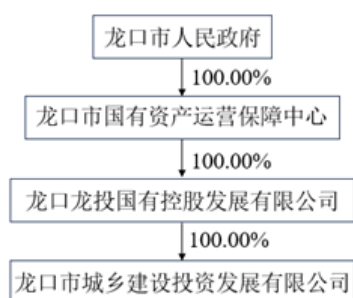 龙口市人民政府
100.00%
龙口市国有资产运营保障中心
100.00%
龙口龙投国有控股发展有限公司
100.00%
龙口市城乡建设投资发展有限公司